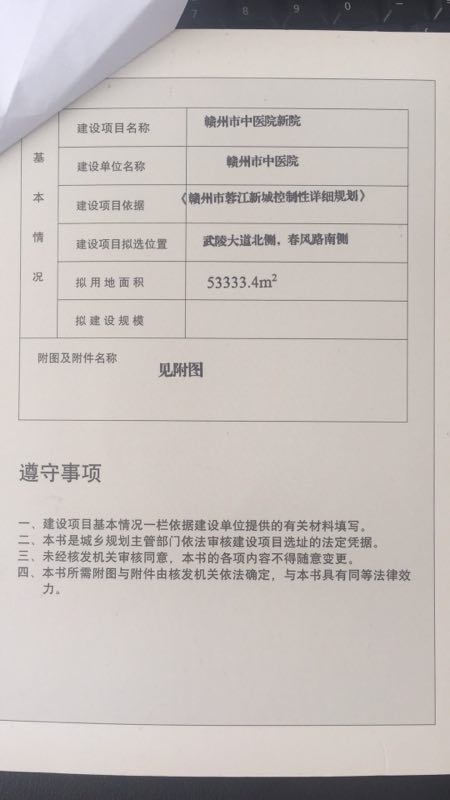 7 8 9 0
建设项目名称 赣州市中医院新院
建设单位名称 赣州市中医院
建设项目依据 《赣州市蓉江新城控制性详细规划》
建设项目拟选位置 武陵大道北侧，春风路南侧
拟用地面积 53333.4m²
拟建设规模
基本情况
附图及附件名称 见附图
遵守事项
一、建设项目基本情况一栏依据建设单位提供的有关材料填写。
二、本书是城乡规划主管部门依法审核建设项目选址的法定凭据。
三、未经核发机关审核同意，本书的各项内容不得随意变更。
四、本书所需附图与附件由核发机关依法确定，与本书具有同等法律效
力。